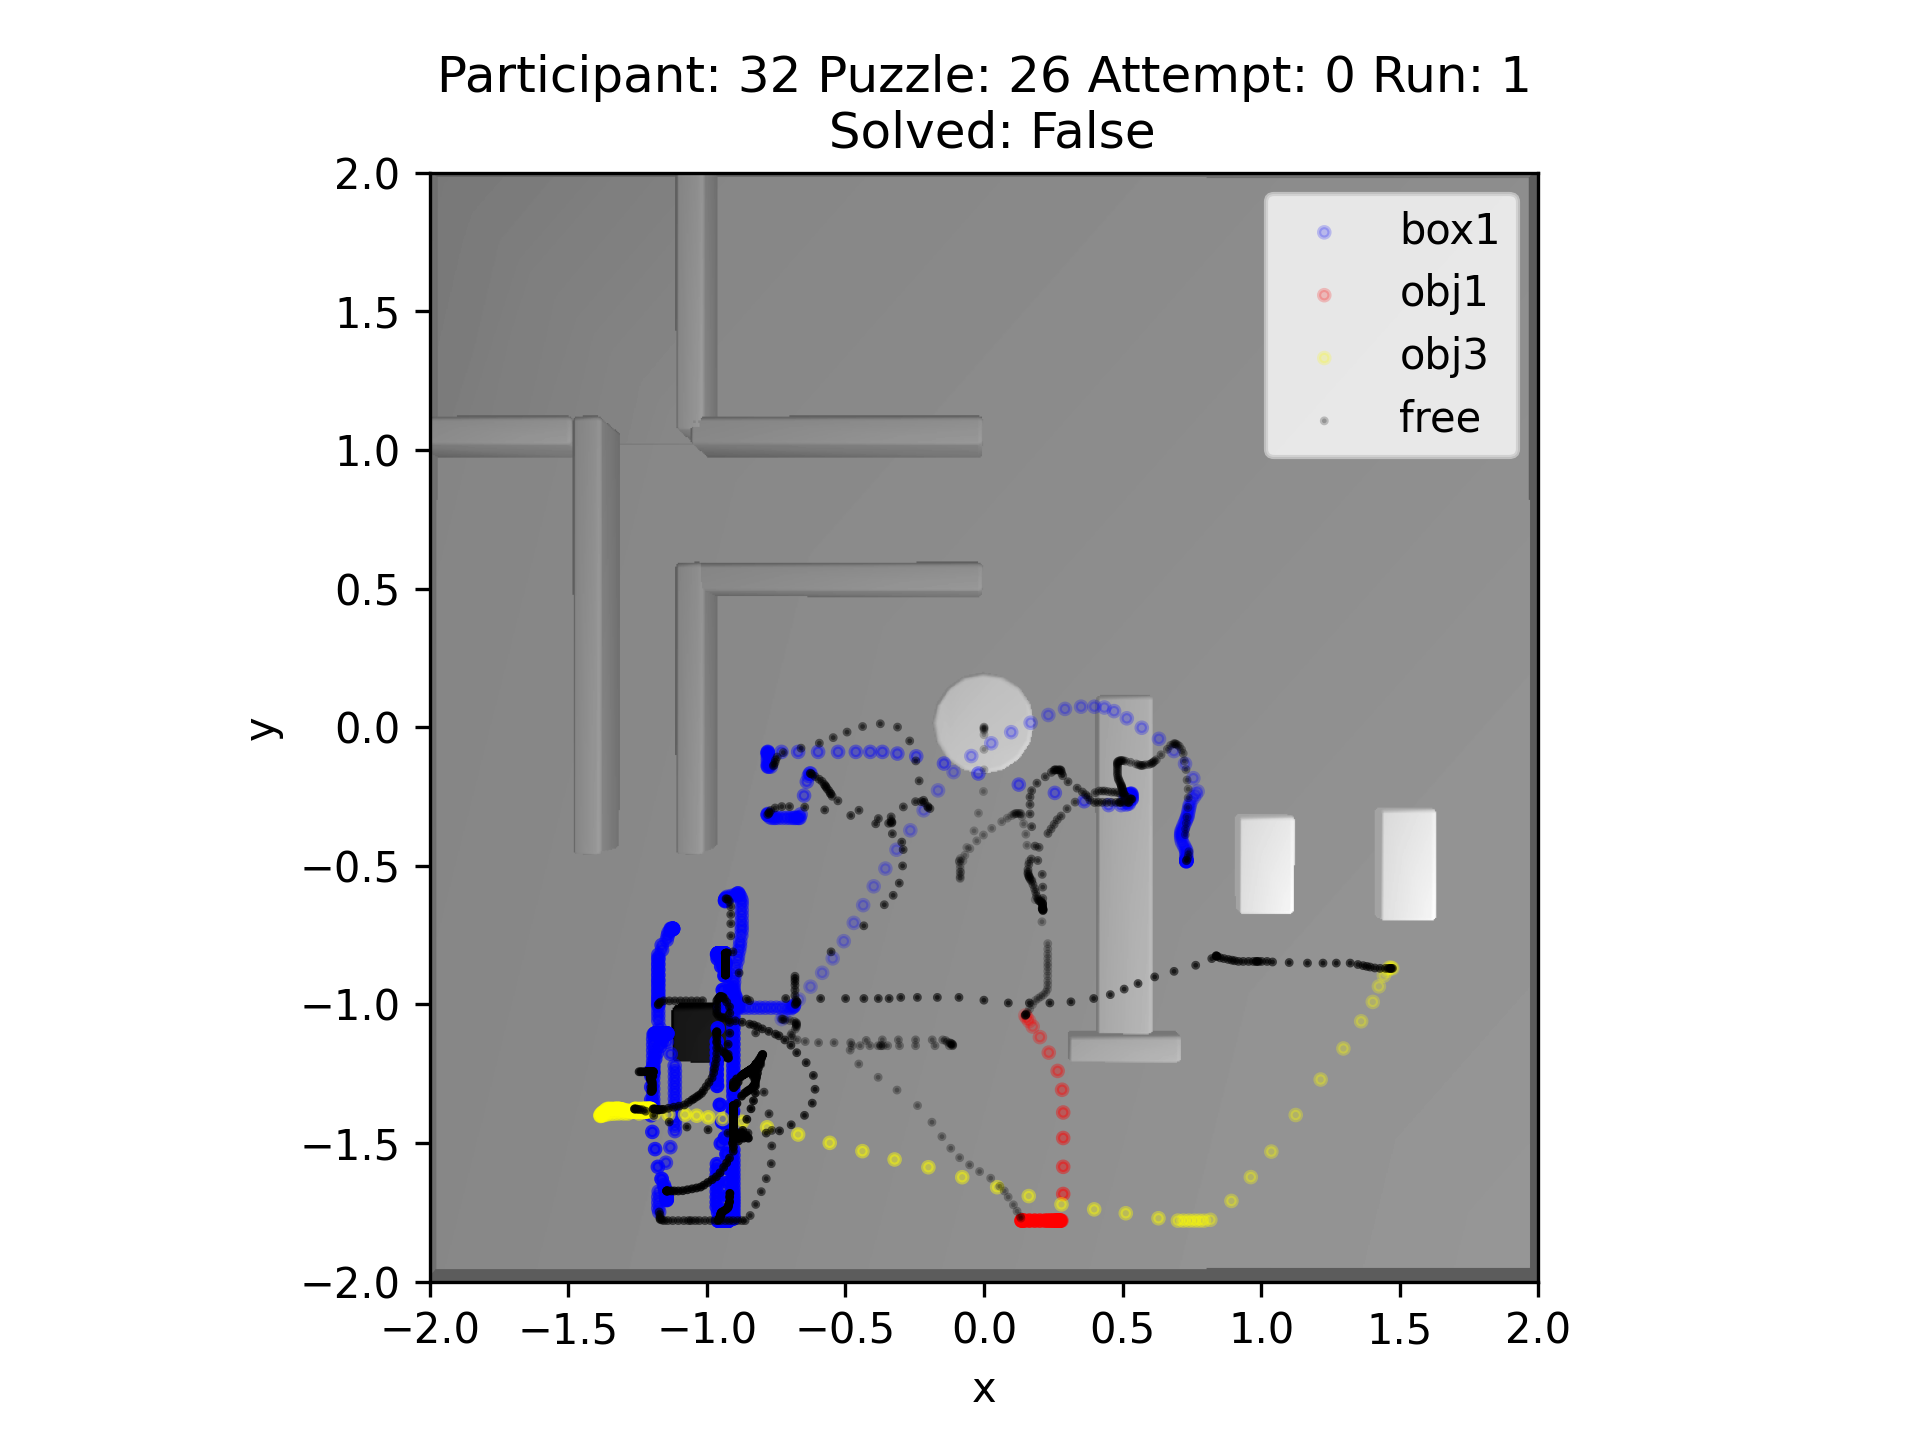 Participant: 32 Puzzle: 26 Attempt: 0 Run: 1
Solved: False
2.0
1.5
1.0
0.5
0.0
−0.5
−1.0
−1.5
−2.0
y
box1
obj1
obj3
free
−2.0 −1.5 −1.0 −0.5 0.0 0.5 1.0 1.5 2.0
x